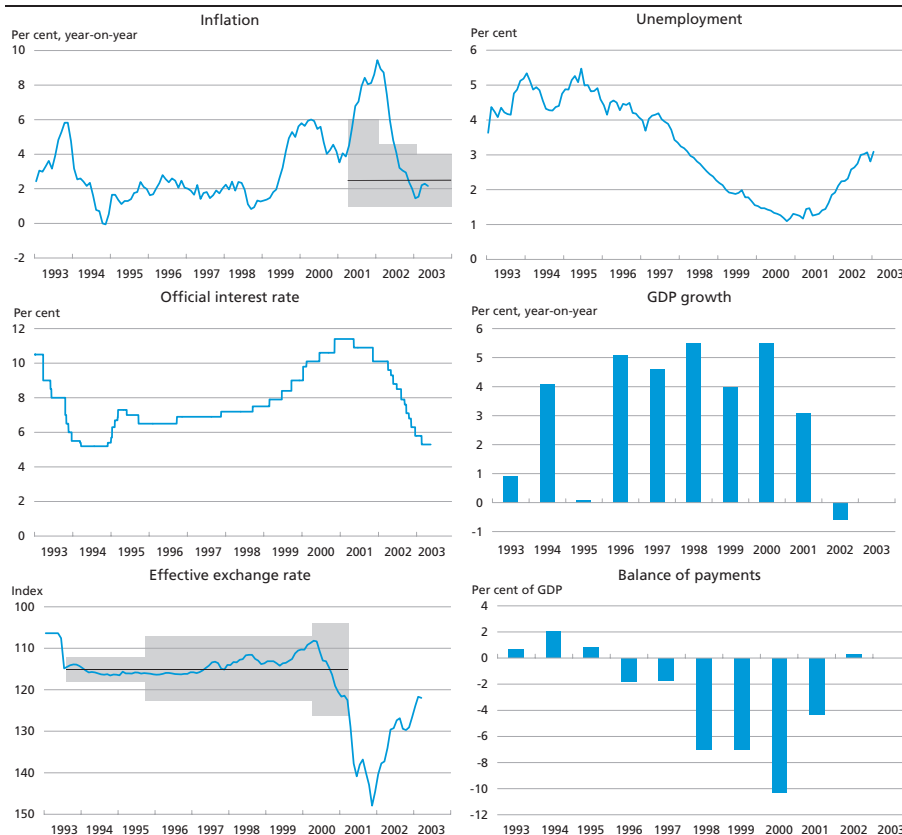 Inflation
Per cent, year-on-year
10
8
6
4
2
0
-2
1993 1994 1995 1996 1997 1998 1999 2000 2001 2002 2003
Unemployment
Per cent
6
5
4
3
2
1
0
1993 1994 1995 1996 1997 1998 1999 2000 2001 2002 2003
Official interest rate
Per cent
12
10
8
6
4
2
0
1993 1994 1995 1996 1997 1998 1999 2000 2001 2002 2003
GDP growth
Per cent, year-on-year
6
5
4
3
2
1
0
-1
1993 1994 1995 1996 1997 1998 1999 2000 2001 2002 2003
Effective exchange rate
Index
100
110
120
130
140
150
1993 1994 1995 1996 1997 1998 1999 2000 2001 2002 2003
Balance of payments
Per cent of GDP
4
2
0
-2
-4
-6
-8
-10
-12
1993 1994 1995 1996 1997 1998 1999 2000 2001 2002 2003